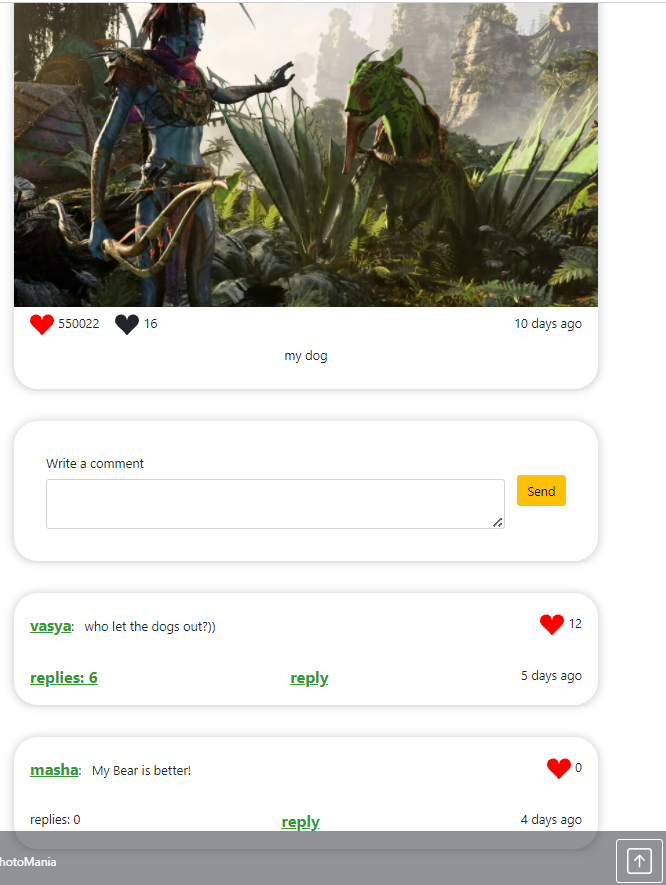 550022 16 10 days ago
my dog
Write a comment
Send
vasya: who let the dogs out?)) 12
replies: 6 reply 5 days ago
masha: My Bear is better! 0
replies: 0 reply 4 days ago
hotoMania